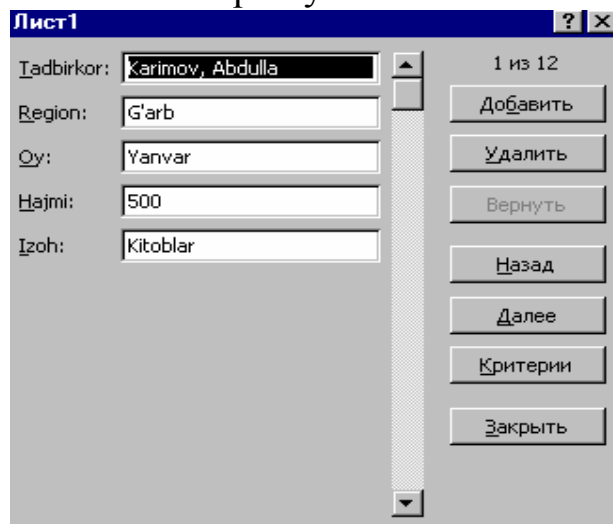 Лист1
? ×
Tadbirkor: Karimov, Abdulla
Region: G'arb
Oy: Yanvar
Hajmi: 500
Izoh: Kitoblar
1 из 12
Добавить
Удалить
Вернуть
Назад
Далее
Критерии
Закрыть